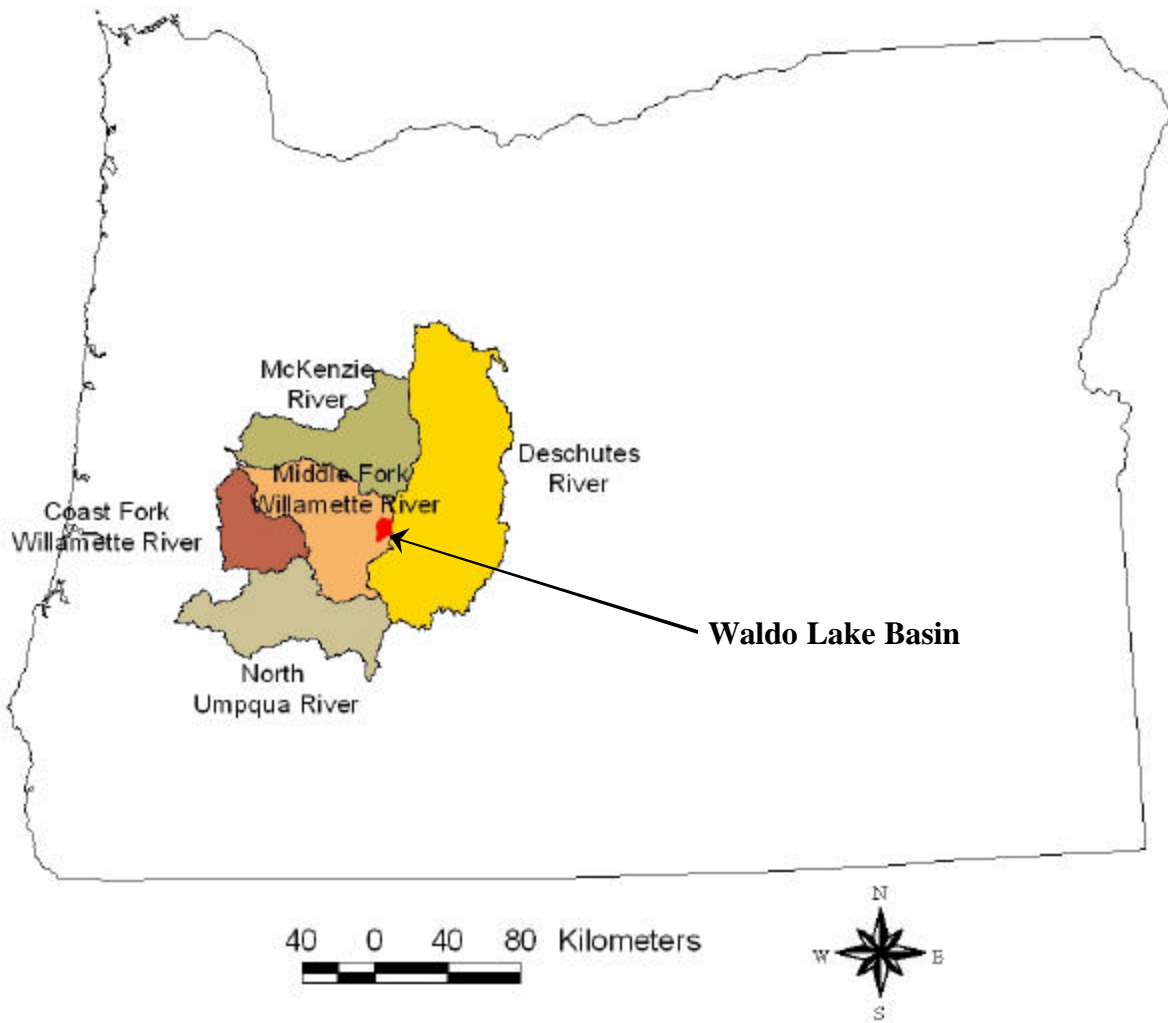 McKenzie
River
Deschutes
River
Middle Fork
Willamette River
Coast Fork
Willamette River
Waldo Lake Basin
North
Umpqua River
40 0 40 80 Kilometers
N
W E
S